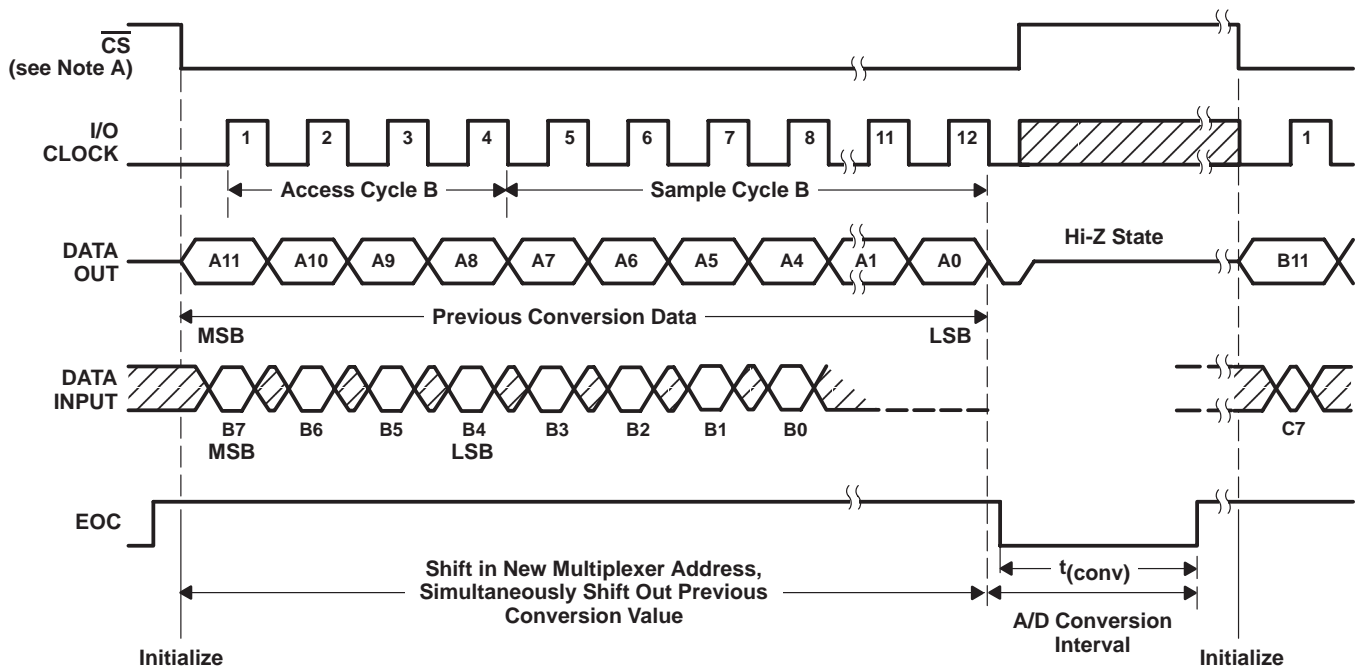 CS
(see Note A)
I/O
CLOCK
1 2 3 4 5 6 7 8 11 12 1
Access Cycle B Sample Cycle B
DATA
OUT
A11 A10 A9 A8 A7 A6 A5 A4 A1 A0 Hi-Z State B11
Previous Conversion Data
MSB LSB
DATA
INPUT
B7 B6 B5 B4 B3 B2 B1 B0 C7
MSB LSB
EOC
Shift in New Multiplexer Address,
Simultaneously Shift Out Previous
Conversion Value
t(conv)
A/D Conversion
Interval
Initialize Initialize